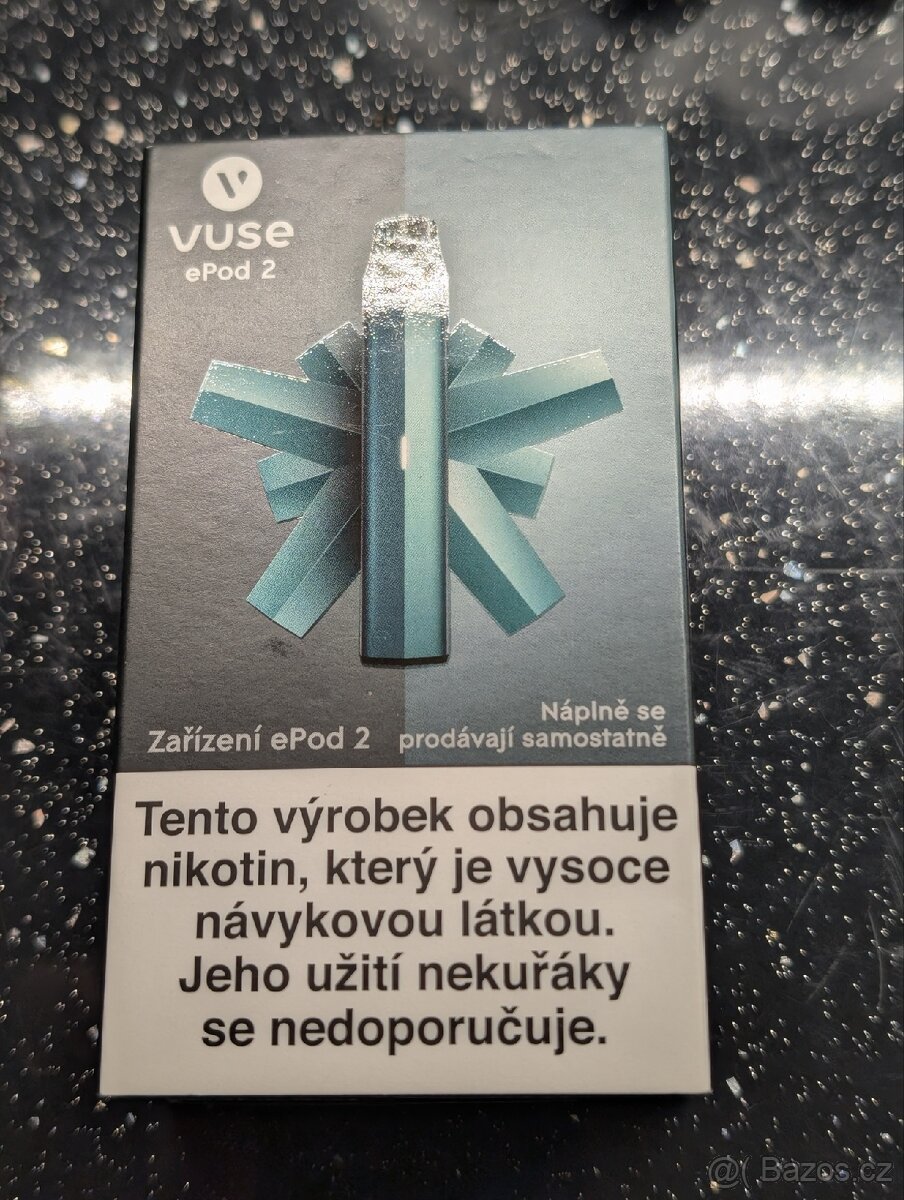 V
vuse
ePod 2
Zařízení ePod 2
Náplně se
prodávají samostatně
Tento výrobek obsahuje
nikotin, který je vysoce
návykovou látkou.
Jeho užití nekuřáky
se nedoporučuje.
@( Bazos.cz